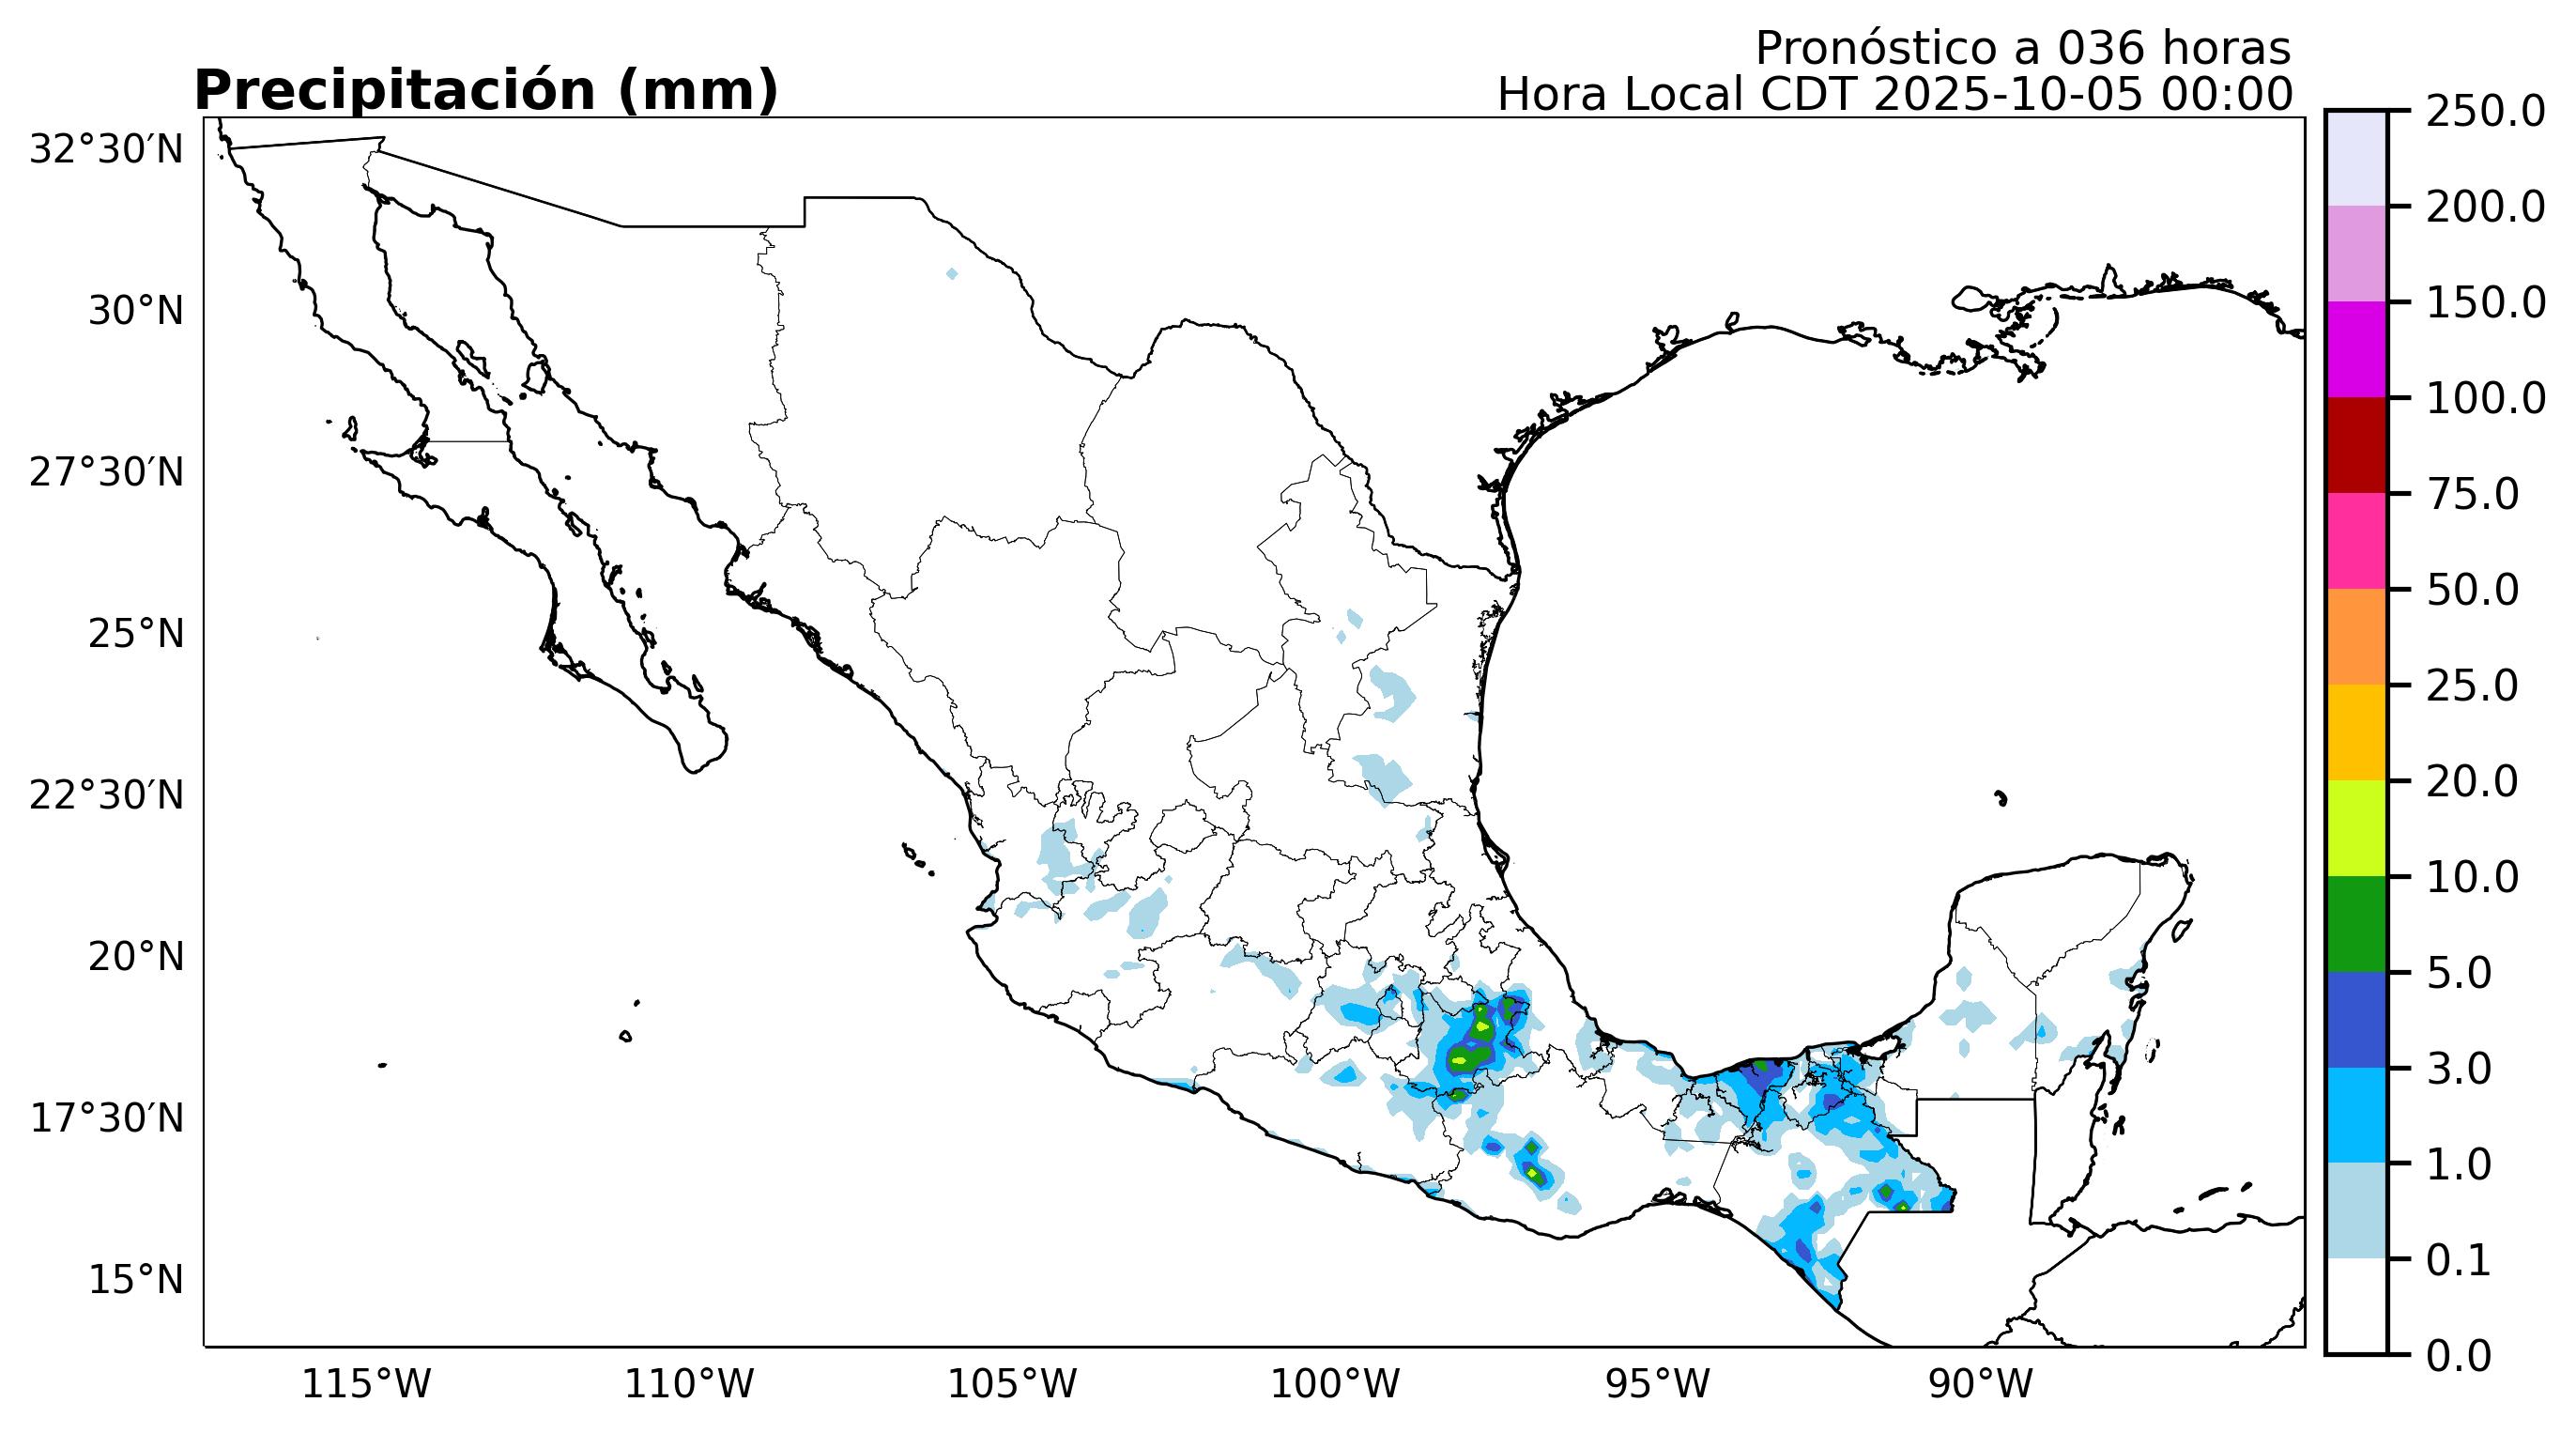 Pronóstico a 036 horas
Precipitación (mm)
Hora Local CDT 2025-10-05 00:00
32°30′N
30°N
27°30′N
25°N
22°30′N
20°N
17°30′N
15°N
115°W
110°W
105°W
100°W
95°W
90°W
250.0
200.0
150.0
100.0
75.0
50.0
25.0
20.0
10.0
5.0
3.0
1.0
0.1
0.0